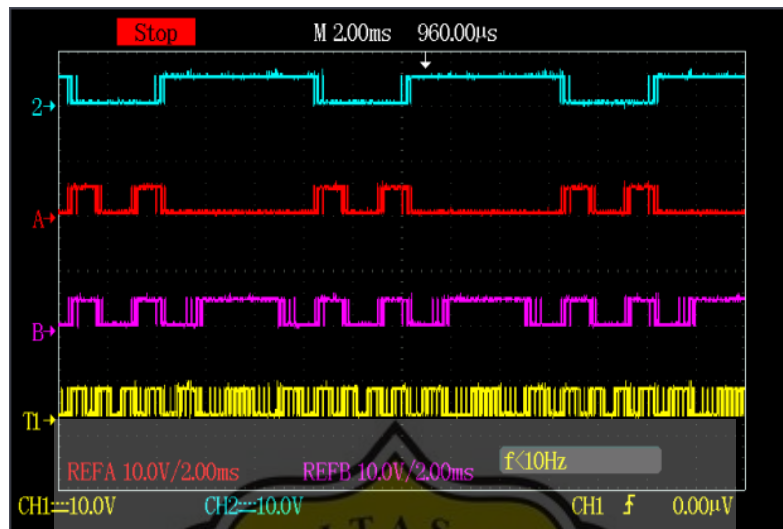 Stop M 2.00ms 960.00μs
2
A
B
T1
f<10Hz
REFA 10.0V/2.00ms REFB 10.0V/2.00ms
CH1 10.0V CH2 10.0V CH1 0.00μV
ITAS